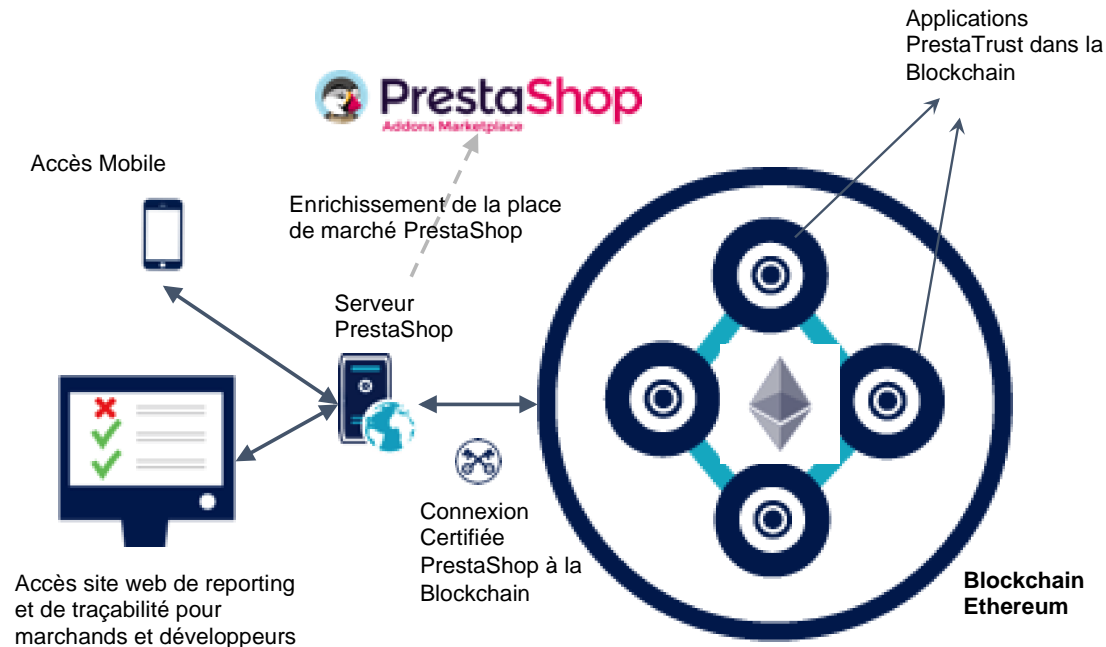 Applications
PrestaTrust dans la
Blockchain
PrestaShop
Addons Marketplace
Accès Mobile
Enrichissement de la place
de marché PrestaShop
Serveur
PrestaShop
Connexion
Certifiée
PrestaShop à la
Blockchain
Accès site web de reporting
et de traçabilité pour
marchands et développeurs
Blockchain
Ethereum